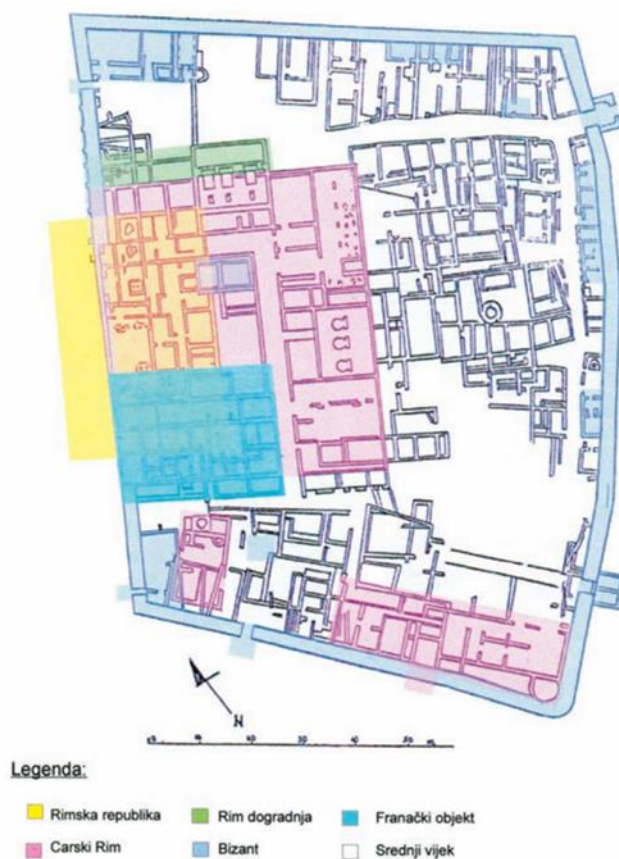 N
Legenda:
Rimska republika
Rim dogradnja
Franački objekt
Carski Rim
Bizant
Srednji vijek